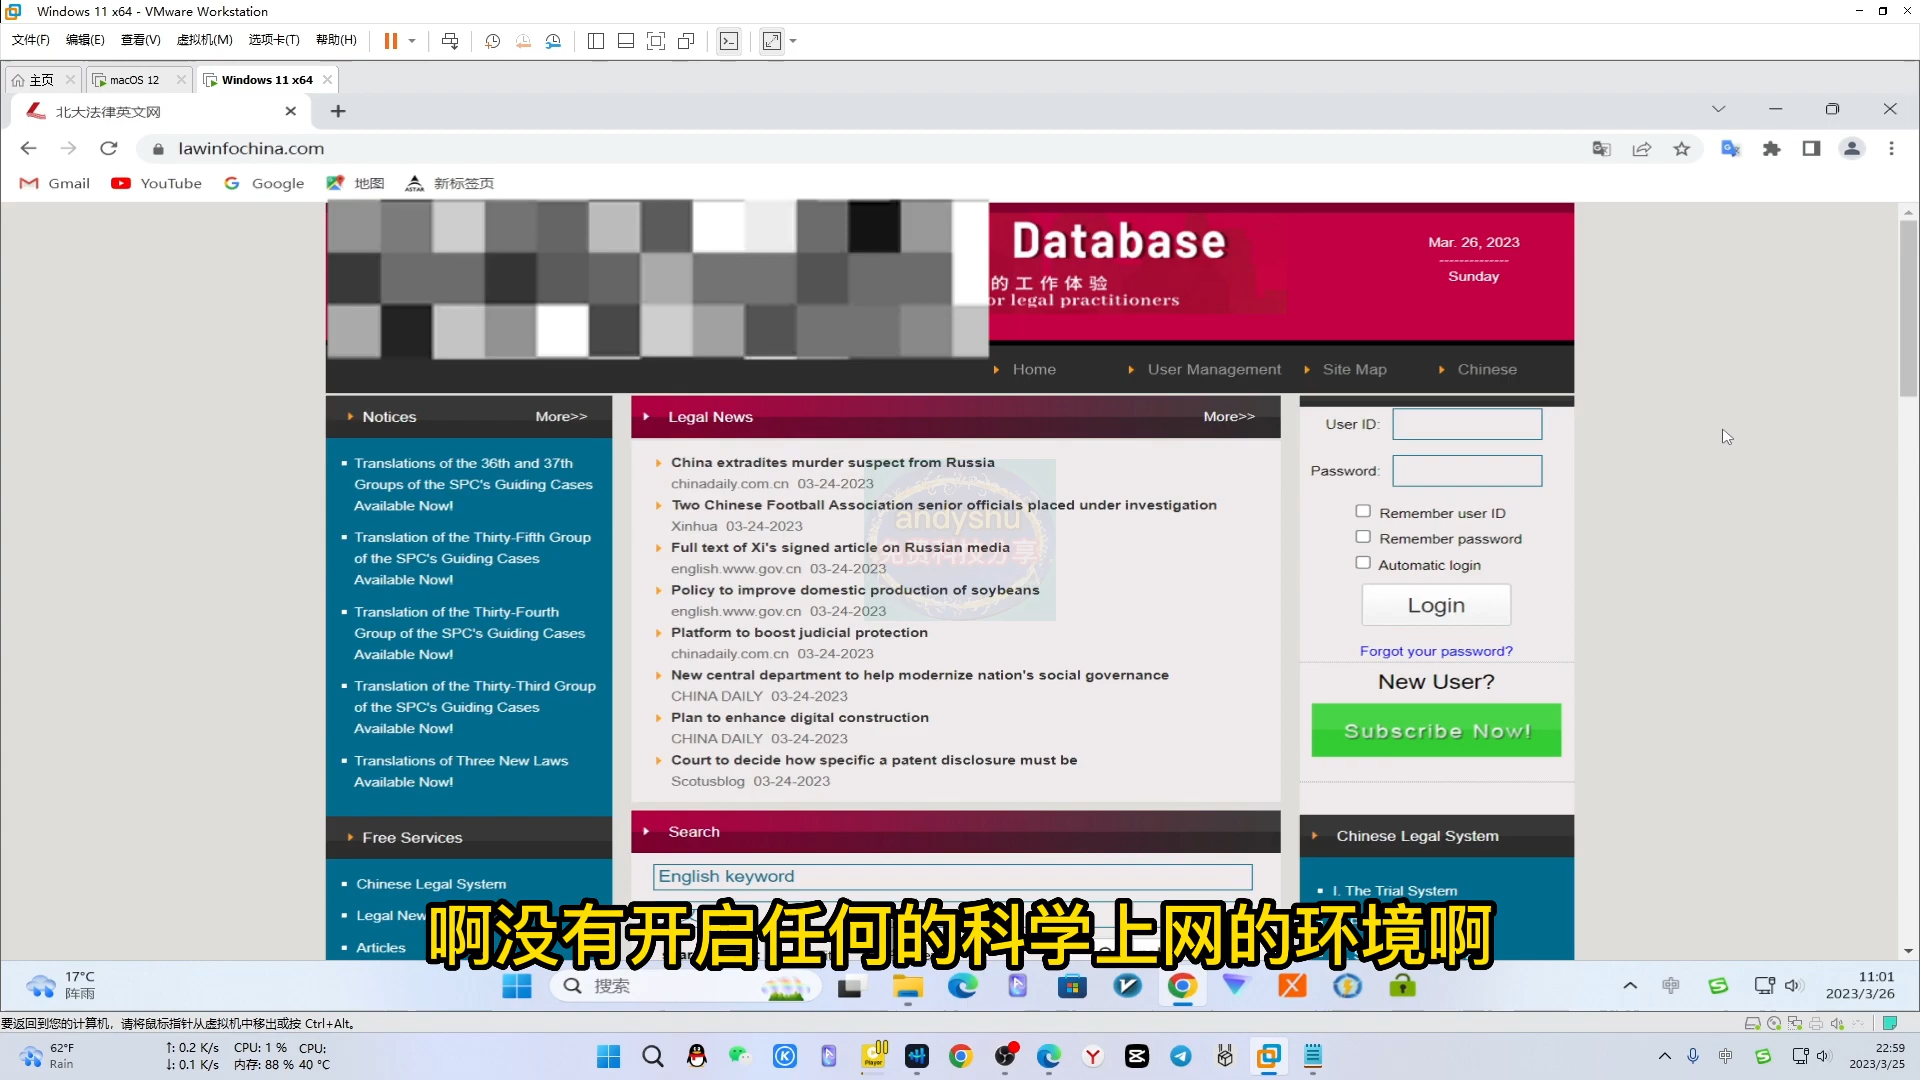 Windows 11 x64 - VMware Workstation
文件(F) 编辑(E) 查看(V) 虚拟机(M) 选项卡(T) 帮助(H)
主页 macOS 12 Windows 11 x64
北大法律英文网
lawinfochina.com
Gmail YouTube Google 地图 ASTAR 新标签页
Database
的工作体验
or legal practitioners
Mar. 26, 2023
--------------
Sunday
Home User Management Site Map Chinese
Notices More>>
Translations of the 36th and 37th
Groups of the SPC's Guiding Cases
Available Now!
Translation of the Thirty-Fifth Group
of the SPC's Guiding Cases
Available Now!
Translation of the Thirty-Fourth
Group of the SPC's Guiding Cases
Available Now!
Translation of the Thirty-Third Group
of the SPC's Guiding Cases
Available Now!
Translations of Three New Laws
Available Now!
Free Services
Chinese Legal System
Legal New
Articles
Legal News More>>
China extradites murder suspect from Russia
chinadaily.com.cn 03-24-2023
Two Chinese Football Association senior officials placed under investigation
Xinhua 03-24-2023
Full text of Xi's signed article on Russian media
english.www.gov.cn 03-24-2023
Policy to improve domestic production of soybeans
english.www.gov.cn 03-24-2023
Platform to boost judicial protection
chinadaily.com.cn 03-24-2023
New central department to help modernize nation's social governance
CHINA DAILY 03-24-2023
Plan to enhance digital construction
CHINA DAILY 03-24-2023
Court to decide how specific a patent disclosure must be
Scotusblog 03-24-2023
andyshu
免费科技分享
Search
English keyword
User ID:
Password:
Remember user ID
Remember password
Automatic login
Login
Forgot your password?
New User?
Subscribe Now!
Chinese Legal System
I. The Trial System
啊没有开启任何的科学上网的环境啊
17°C
阵雨
搜索
中
11:01
2023/3/26
要返回到您的计算机，请将鼠标指针从虚拟机中移出或按 Ctrl+Alt。
62°F
Rain
↑: 0.2 K/s CPU: 1 % CPU:
↓: 0.1 K/s 内存: 88 % 40 °C
Player
中
22:59
2023/3/25